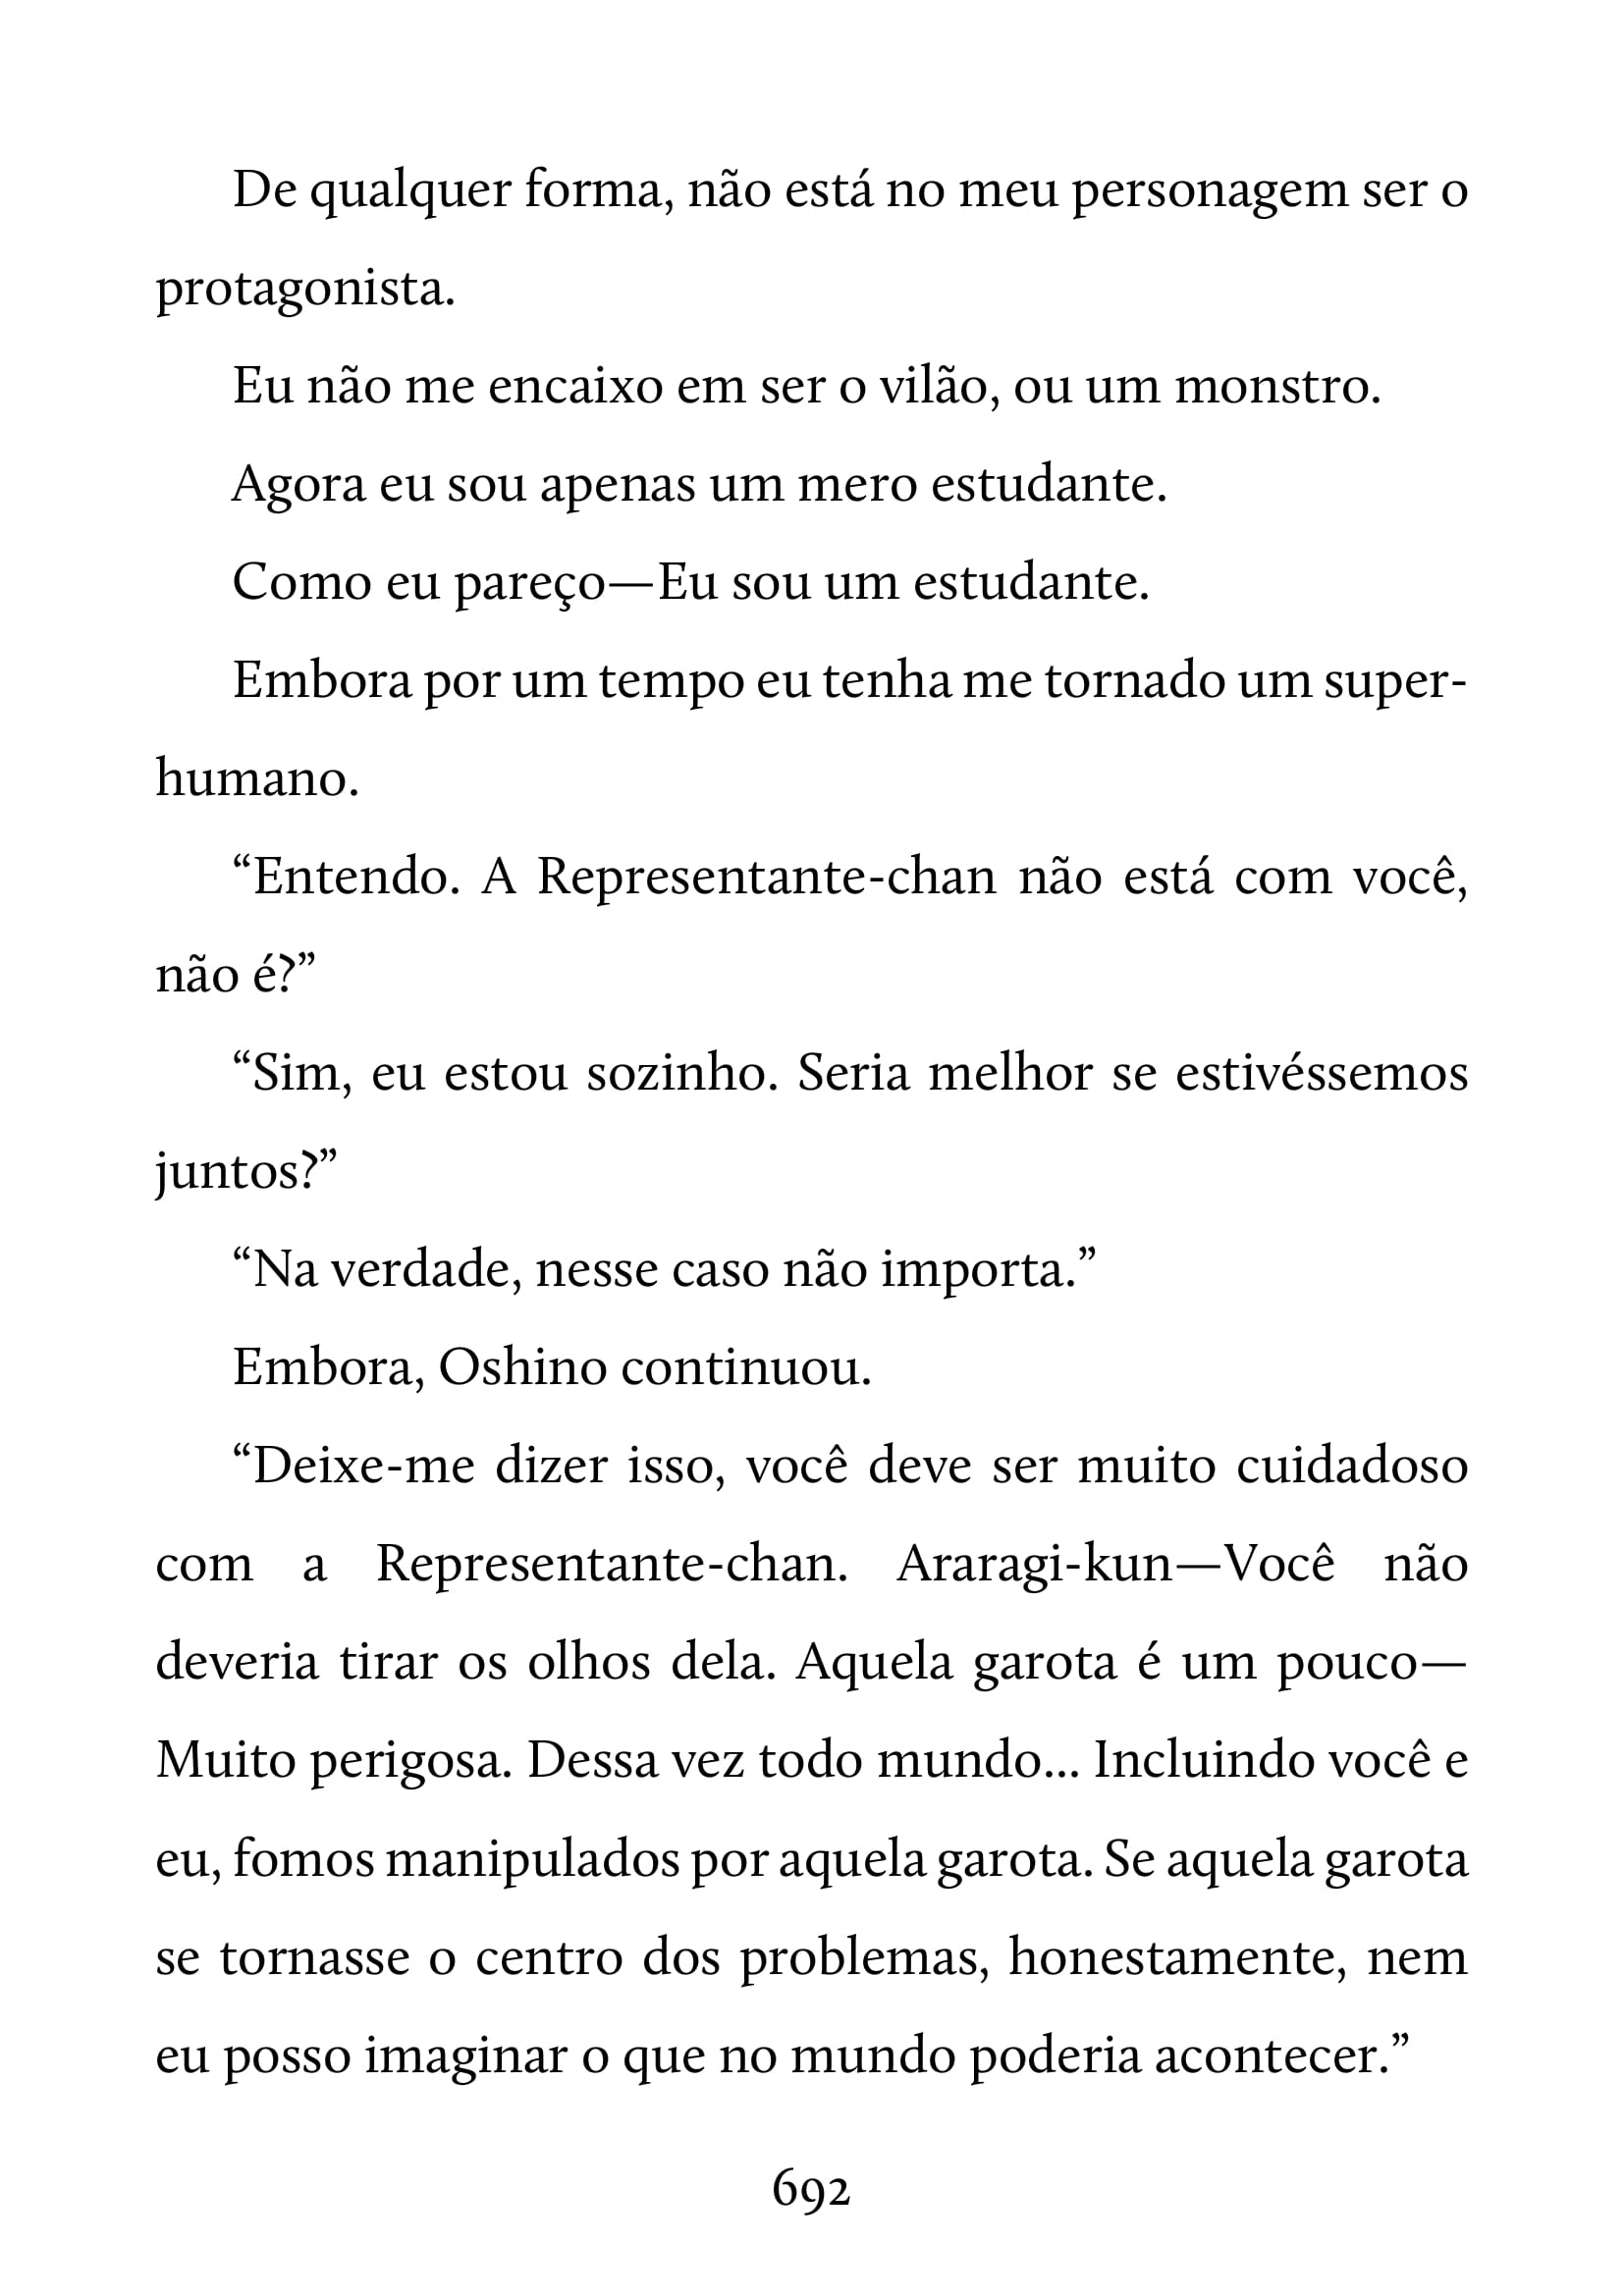 De qualquer forma, não está no meu personagem ser o
protagonista.
Eu não me encaixo em ser o vilão, ou um monstro.
Agora eu sou apenas um mero estudante.
Como eu pareço—Eu sou um estudante.
Embora por um tempo eu tenha me tornado um super-
humano.
“Entendo. A Representante-chan não está com você,
não é?”
“Sim, eu estou sozinho. Seria melhor se estivéssemos
juntos?”
“Na verdade, nesse caso não importa.”
Embora, Oshino continuou.
“Deixe-me dizer isso, você deve ser muito cuidadoso
com a Representante-chan. Araragi-kun—Você não
deveria tirar os olhos dela. Aquela garota é um pouco—
Muito perigosa. Dessa vez todo mundo... Incluindo você e
eu, fomos manipulados por aquela garota. Se aquela garota
se tornasse o centro dos problemas, honestamente, nem
eu posso imaginar o que no mundo poderia acontecer.”
692